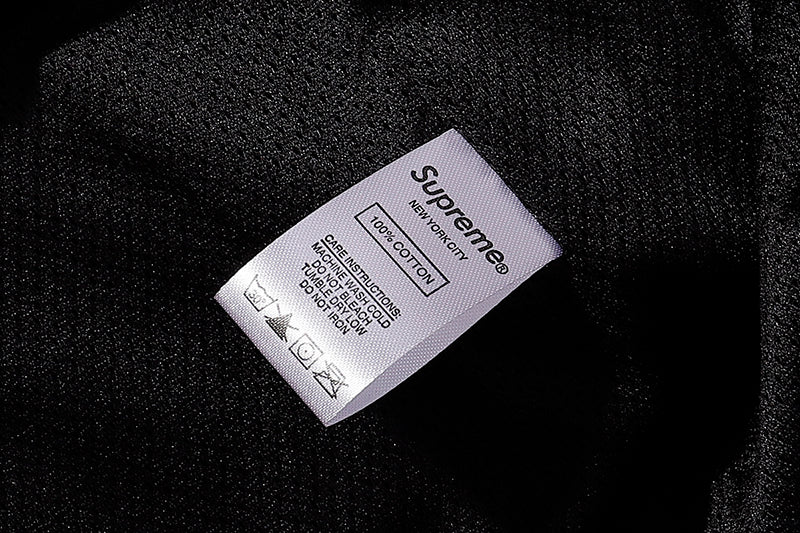 Supreme®
NEW YORK CITY
100% COTTON
CARE INSTRUCTIONS:
MACHINE WASH COLD
DO NOT BLEACH
TUMBLE DRY LOW
DO NOT IRON
30°